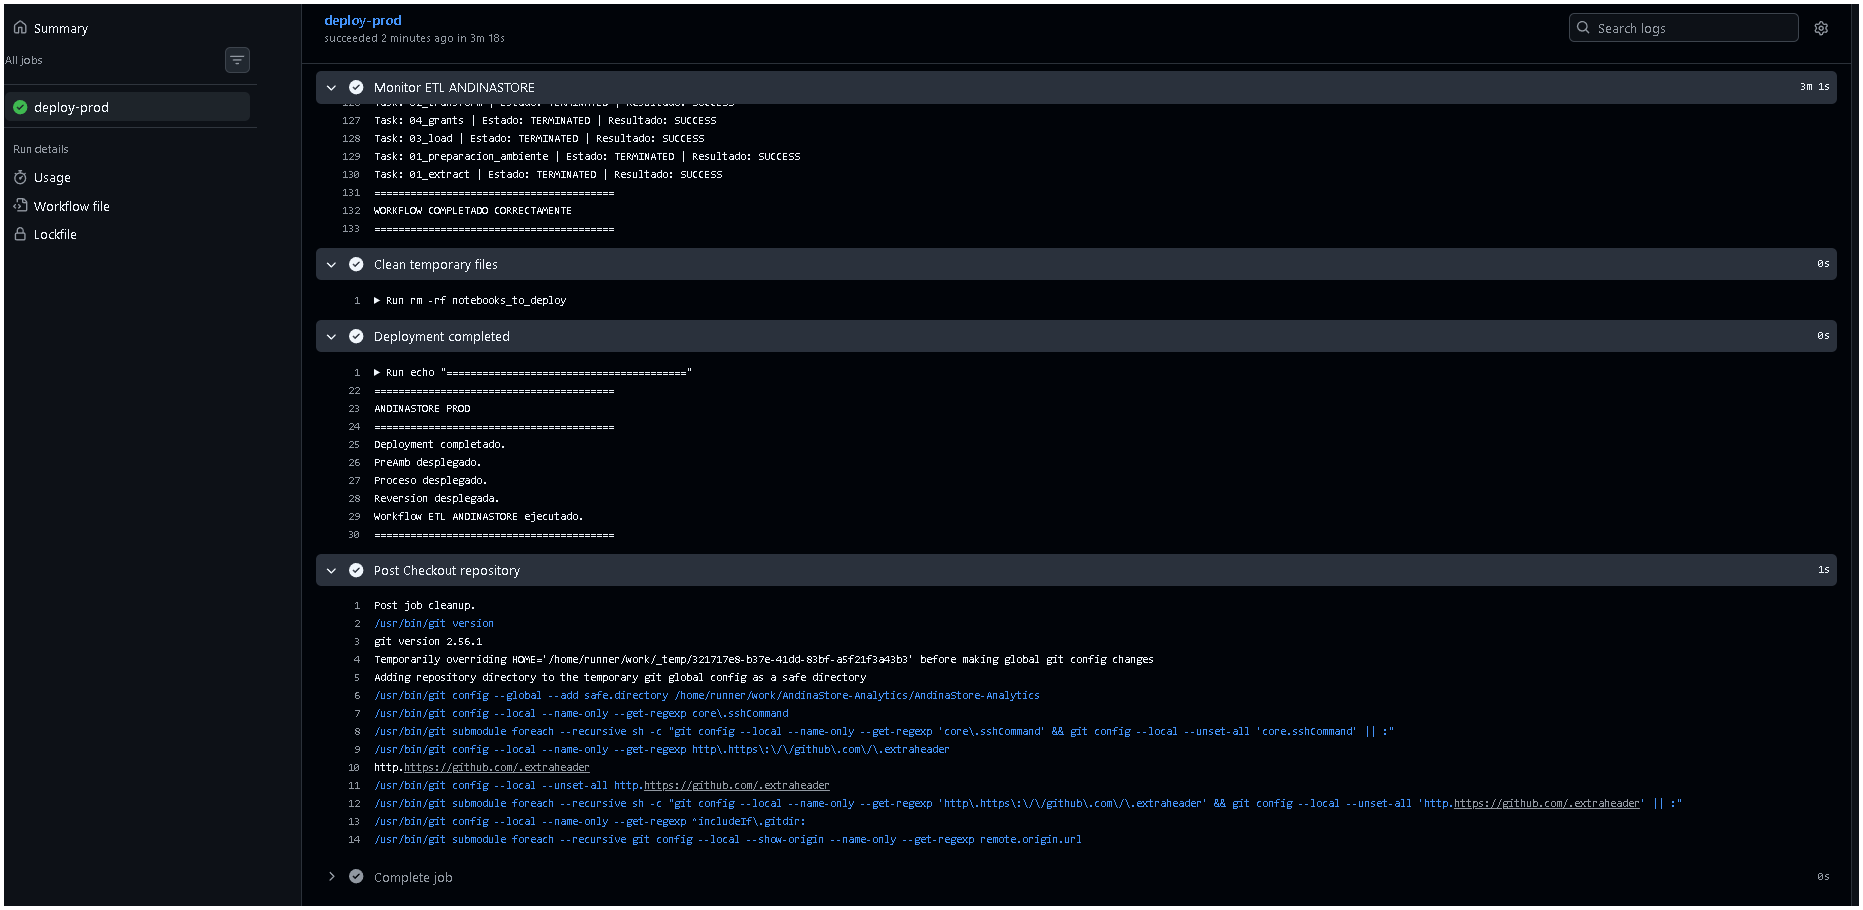 Summary
All jobs
deploy-prod
Run details
Usage
Workflow file
Lockfile
deploy-prod
succeeded 2 minutes ago in 3m 18s
Search logs
Monitor ETL ANDINASTORE 3m 1s
126 Task: 02_transform | Estado: TERMINATED | Resultado: SUCCESS
127 Task: 04_grants | Estado: TERMINATED | Resultado: SUCCESS
128 Task: 03_load | Estado: TERMINATED | Resultado: SUCCESS
129 Task: 01_preparacion_ambiente | Estado: TERMINATED | Resultado: SUCCESS
130 Task: 01_extract | Estado: TERMINATED | Resultado: SUCCESS
131 ========================================
132 WORKFLOW COMPLETADO CORRECTAMENTE
133 ========================================
Clean temporary files 0s
1 Run rm -rf notebooks_to_deploy
Deployment completed 0s
1 Run echo "========================================"
22 ========================================
23 ANDINASTORE PROD
24 ========================================
25 Deployment completado.
26 PreAmb desplegado.
27 Proceso desplegado.
28 Reversion desplegada.
29 Workflow ETL ANDINASTORE ejecutado.
30 ========================================
Post Checkout repository 1s
1 Post job cleanup.
2 /usr/bin/git version
3 git version 2.56.1
4 Temporarily overriding HOME='/home/runner/work/_temp/321717e8-b37e-41dd-83bf-a5f21f3a43b3' before making global git config changes
5 Adding repository directory to the temporary git global config as a safe directory
6 /usr/bin/git config --global --add safe.directory /home/runner/work/AndinaStore-Analytics/AndinaStore-Analytics
7 /usr/bin/git config --local --name-only --get-regexp core\.sshCommand
8 /usr/bin/git submodule foreach --recursive sh -c "git config --local --name-only --get-regexp 'core\.sshCommand' && git config --local --unset-all 'core.sshCommand' || :"
9 /usr/bin/git config --local --name-only --get-regexp http\.https\:\/\/github\.com\/\.extraheader
10 http.https://github.com/.extraheader
11 /usr/bin/git config --local --unset-all http.https://github.com/.extraheader
12 /usr/bin/git submodule foreach --recursive sh -c "git config --local --name-only --get-regexp 'http\.https\:\/\/github\.com\/\.extraheader' && git config --local --unset-all 'http.https://github.com/.extraheader' || :"
13 /usr/bin/git config --local --name-only --get-regexp ^includeIf\.gitdir:
14 /usr/bin/git submodule foreach --recursive git config --local --show-origin --name-only --get-regexp remote.origin.url
Complete job 0s